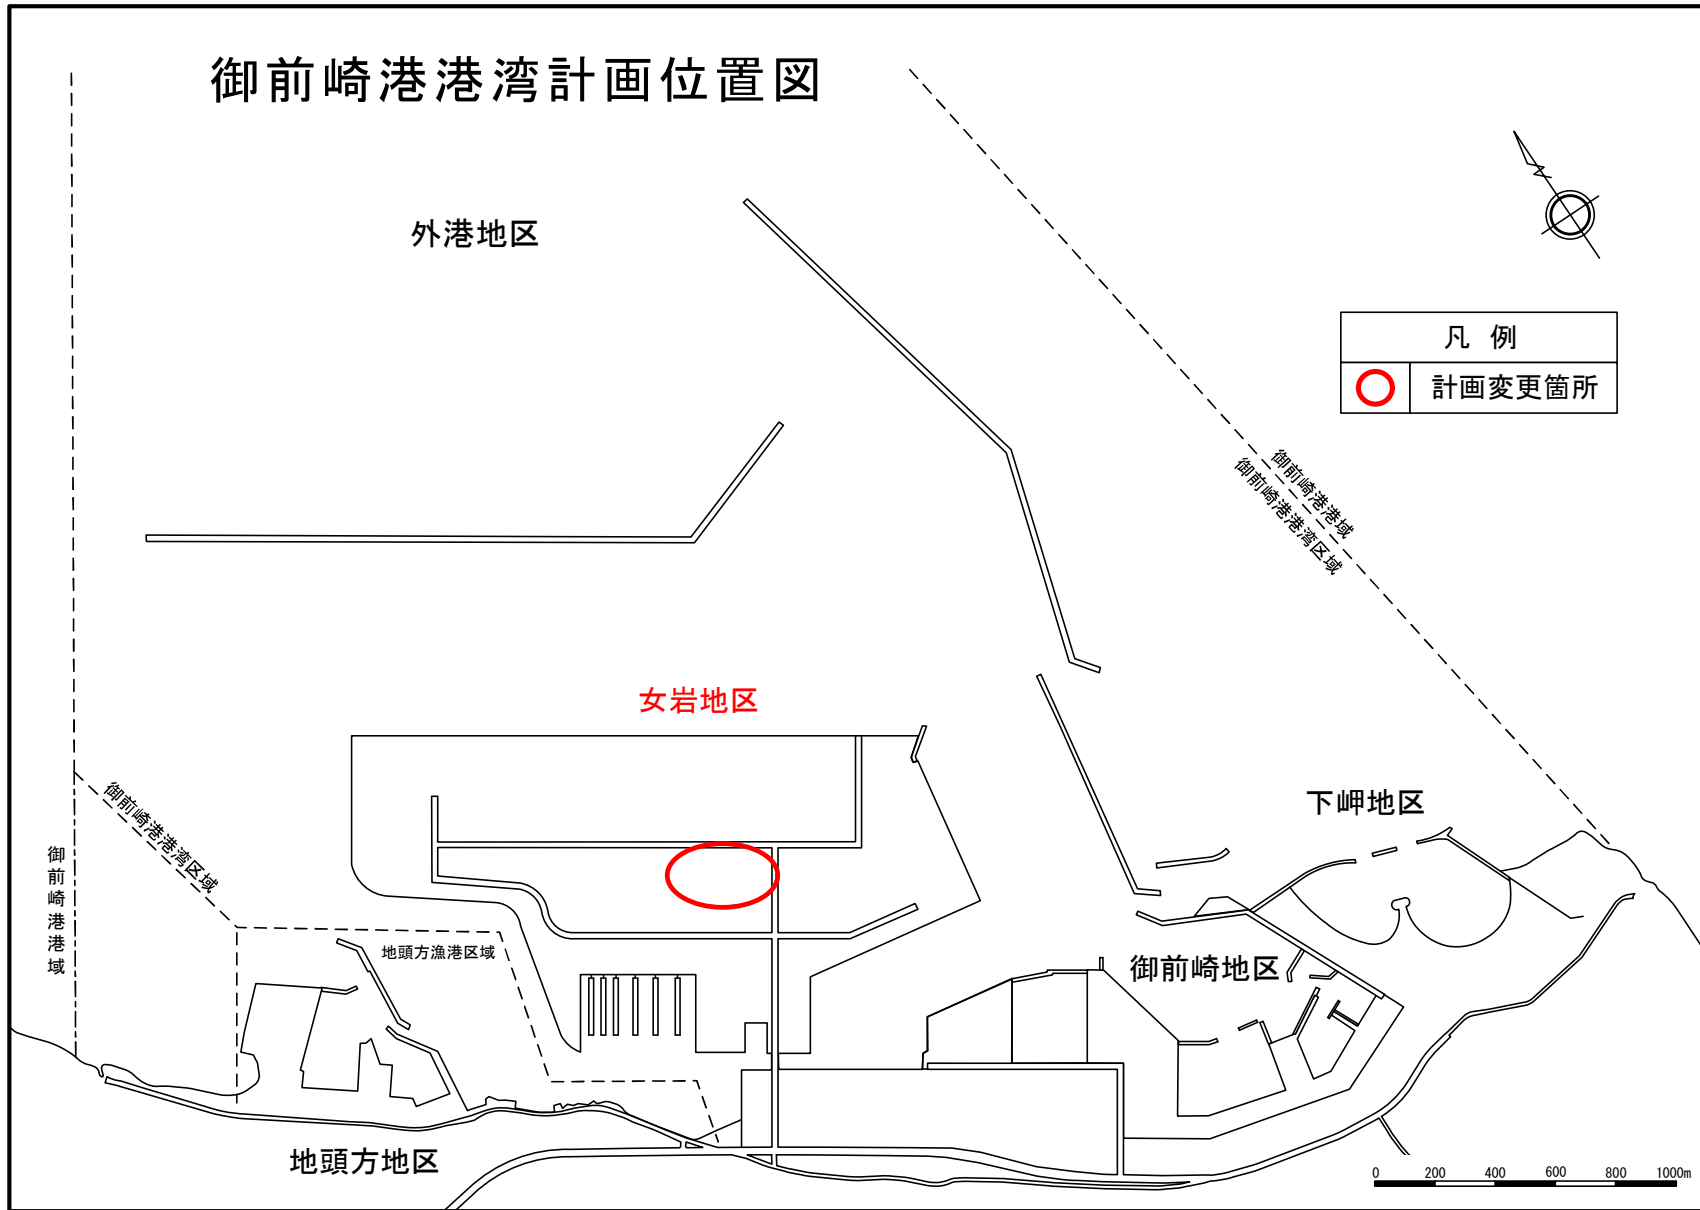 御前崎港港湾計画位置図
外港地区
凡例
計画変更箇所
御前崎港港域
御前崎港港湾区域
女岩地区
下岬地区
御前崎港港湾区域
御前崎港港域
地頭方漁港区域
御前崎地区
地頭方地区
0 200 400 600 800 1000m